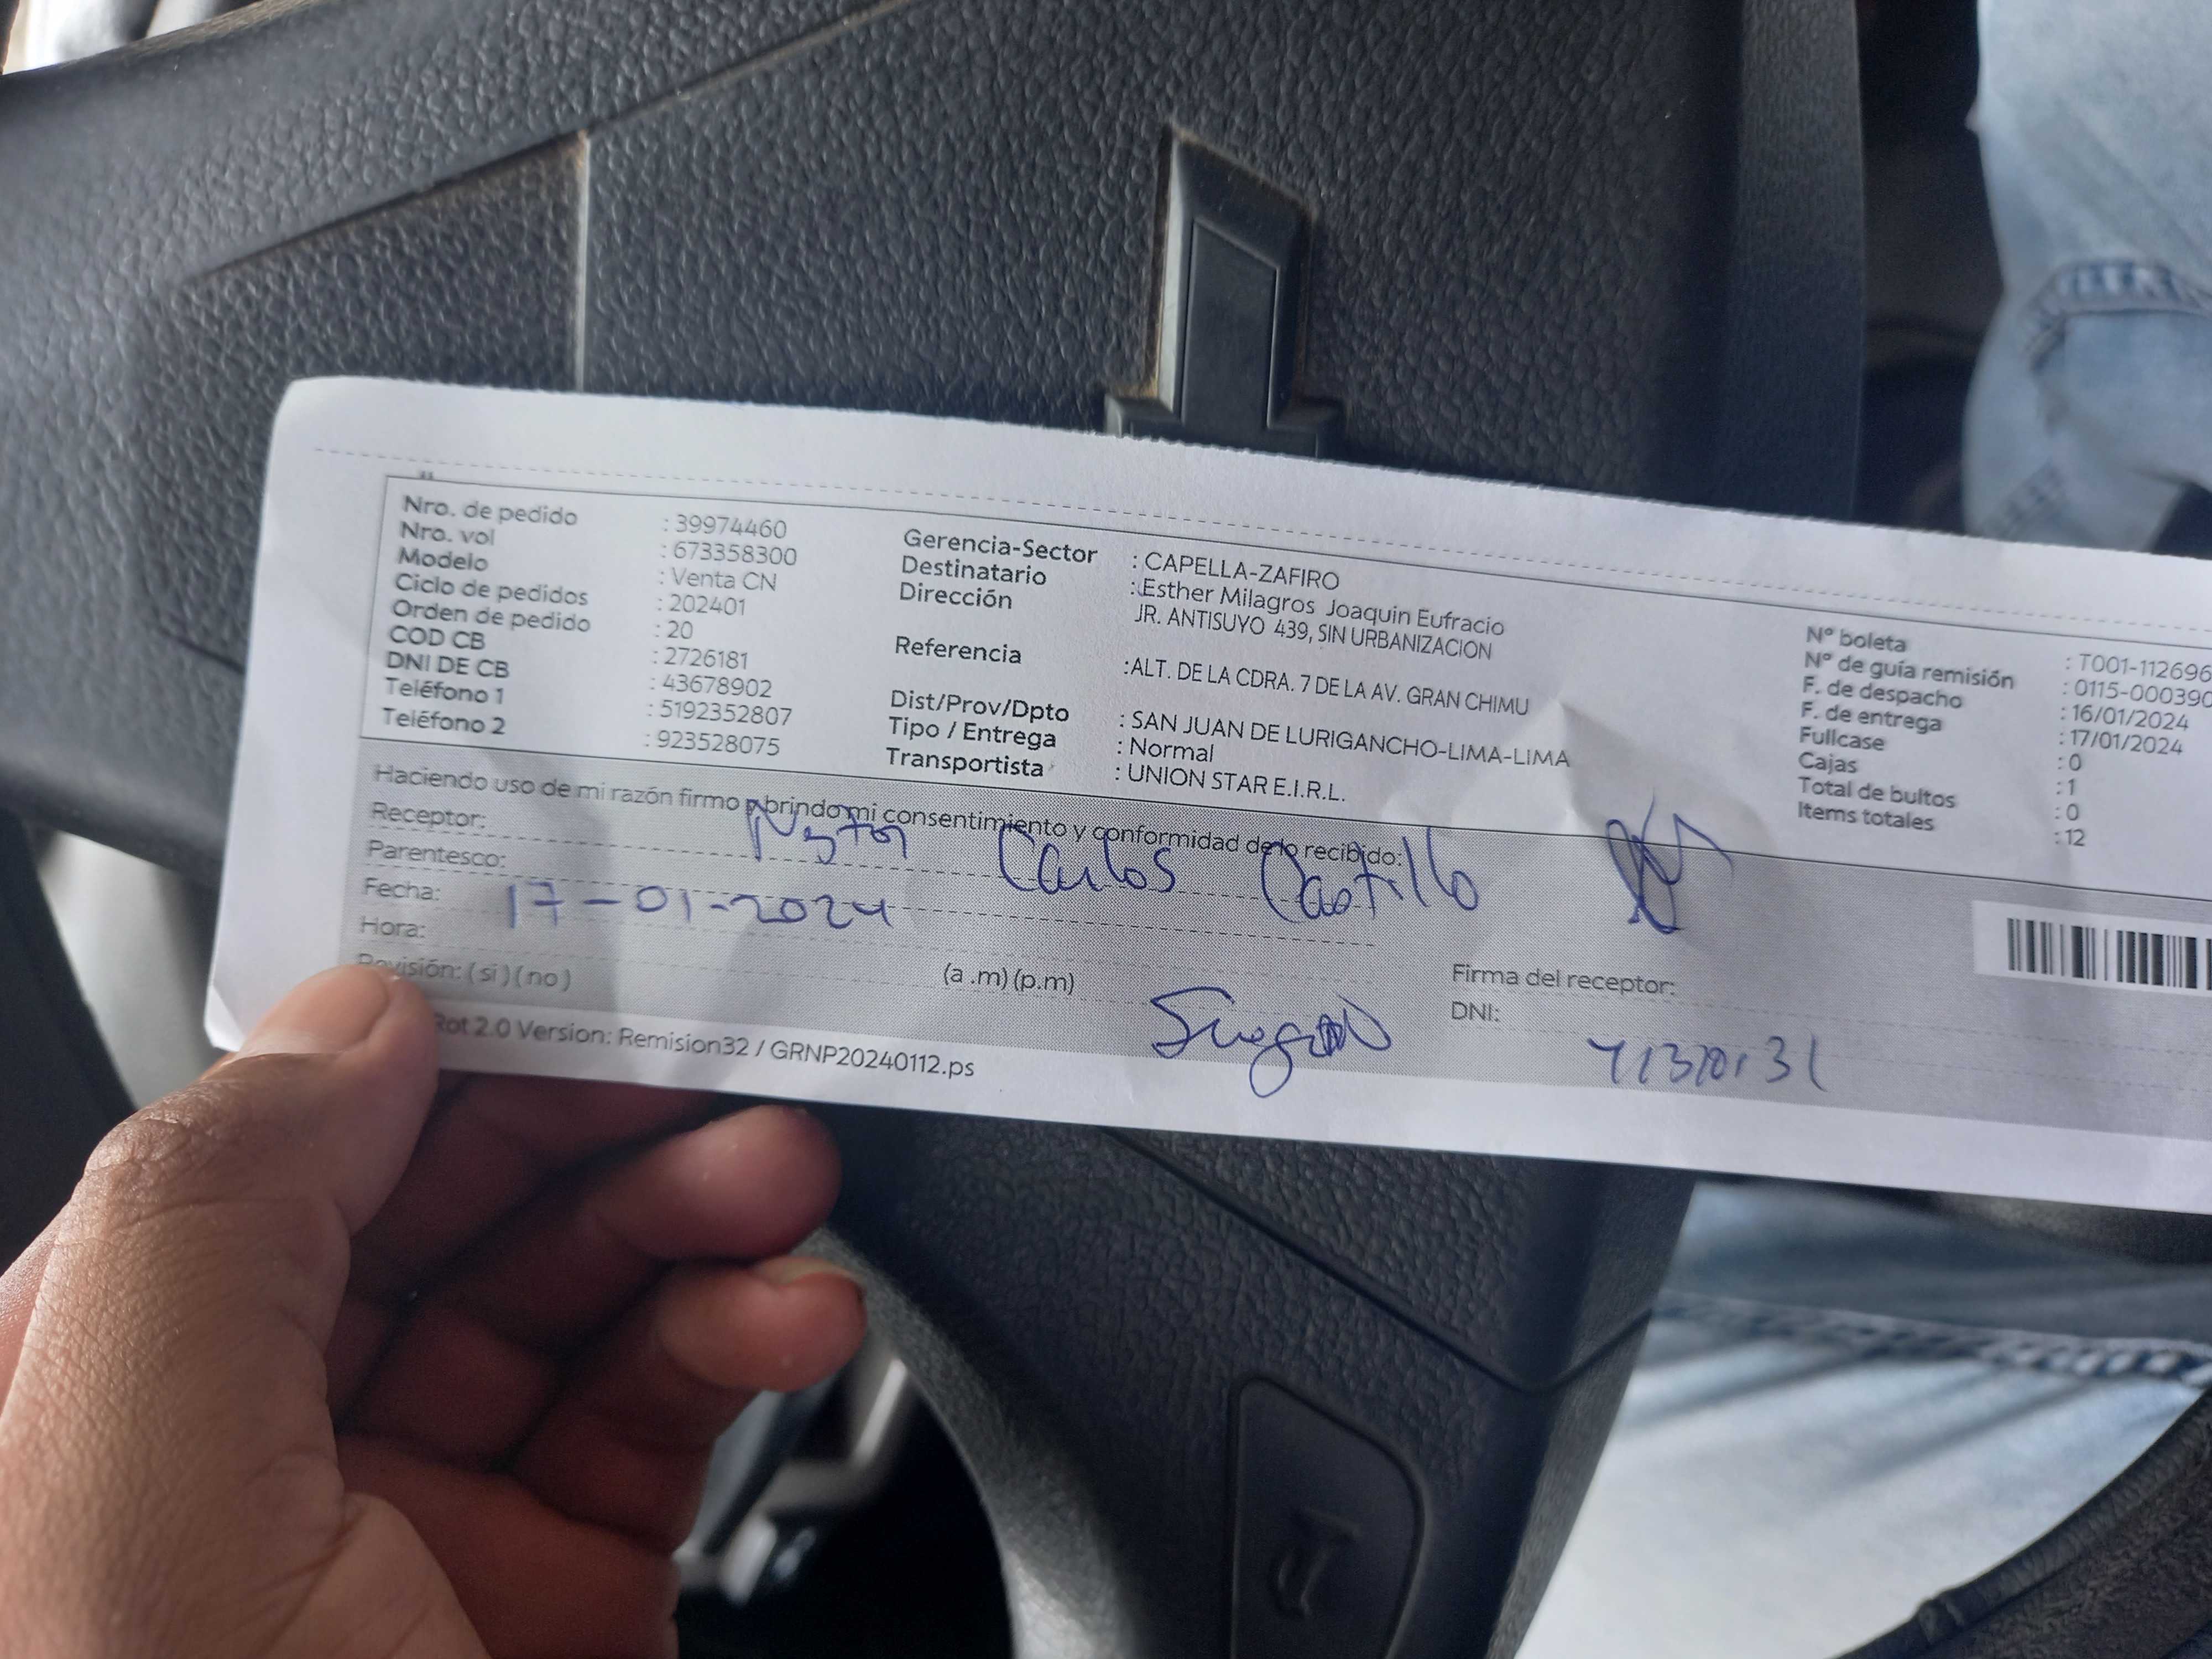 Nro. de pedido : 39974460
Nro. vol : 673358300
Modelo : Venta CN
Ciclo de pedidos : 202401
Orden de pedido : 20
COD CB : 2726181
DNI DE CB : 43678902
Teléfono 1 : 5192352807
Teléfono 2 : 923528075
Gerencia-Sector : CAPELLA-ZAFIRO
Destinatario : Esther Milagros Joaquin Eufracio
Dirección JR. ANTISUYO 439, SIN URBANIZACION
Referencia : ALT. DE LA CDRA. 7 DE LA AV. GRAN CHIMU
Dist/Prov/Dpto : SAN JUAN DE LURIGANCHO-LIMA-LIMA
Tipo / Entrega : Normal
Transportista : UNION STAR E.I.R.L.
N° boleta : T001-112696
N° de guía remisión : 0115-000390
F. de despacho : 16/01/2024
F. de entrega : 17/01/2024
Fullcase : 0
Cajas : 1
Total de bultos : 0
Items totales : 12
Haciendo uso de mi razón firmo y brindo mi consentimiento y conformidad de lo recibido:
Receptor: Carlos Castillo
Parentesco:
Fecha: 17-01-2024
Hora: (a .m) (p.m)
Revisión: ( si ) ( no )
Firma del receptor:
DNI:
Rot 2.0 Version: Remision32 / GRNP20240112.ps